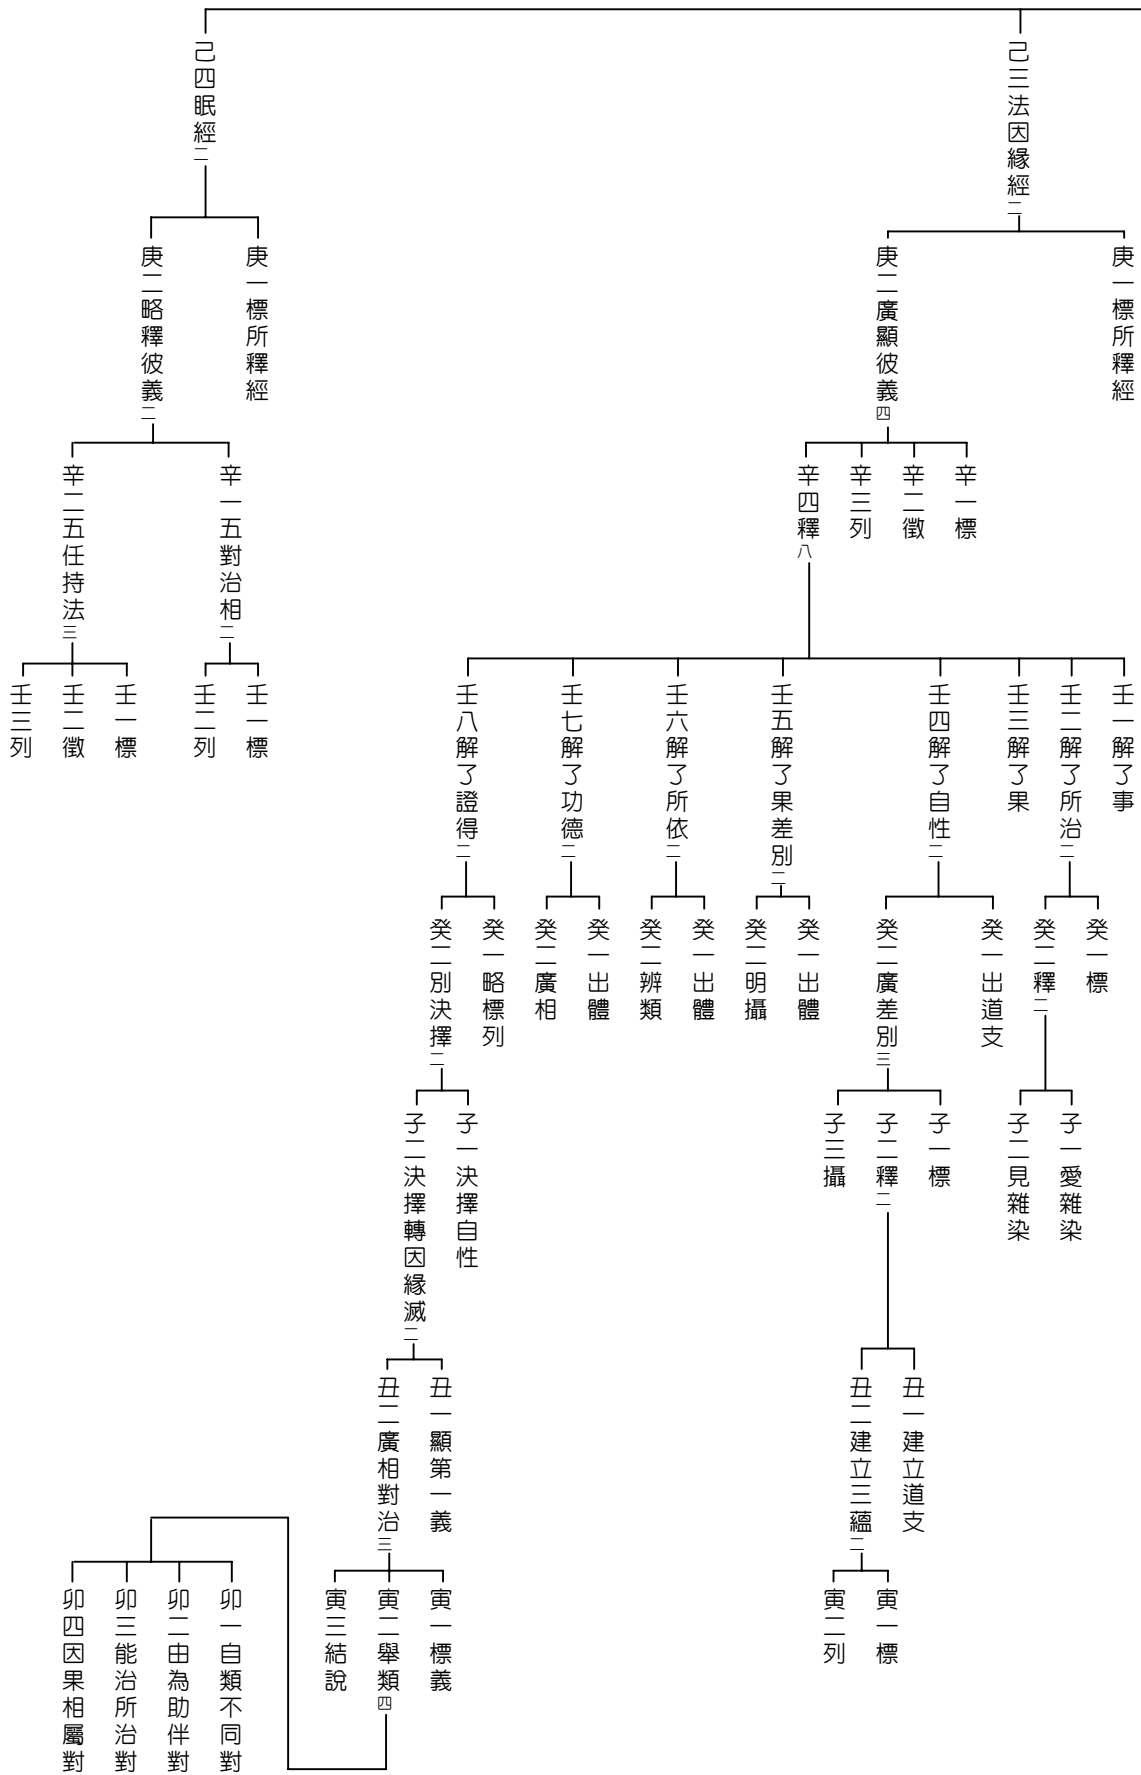 己三法因緣經二
庚一標所釋經
庚二廣顯彼義四
辛一標
辛二徵
辛三列
辛四釋八
壬一解了事
壬二解了所治二
癸一標
癸二釋二
子一愛雜染
子二見雜染
壬三解了果
壬四解了自性二
癸一出道支
癸二廣差別三
子一標
子二釋二
丑一建立道支
丑二建立三蘊二
寅一標
寅二列
子三攝
壬五解了果差別二
癸一出體
癸二明攝
壬六解了所依二
癸一出體
癸二辨類
壬七解了功德二
癸一出體
癸二廣相
壬八解了證得二
癸一略標列
癸二別決擇二
子一決擇自性
子二決擇轉因緣滅二
丑一顯第一義
丑二廣相對治三
寅一標義
寅二舉類四
卯一自類不同對
卯二由為助伴對
卯三能治所治對
卯四因果相屬對
寅三結說
己四眠經二
庚一標所釋經
庚二略釋彼義二
辛一五對治相二
壬一標
壬二列
辛二五任持法三
壬一標
壬二徵
壬三列